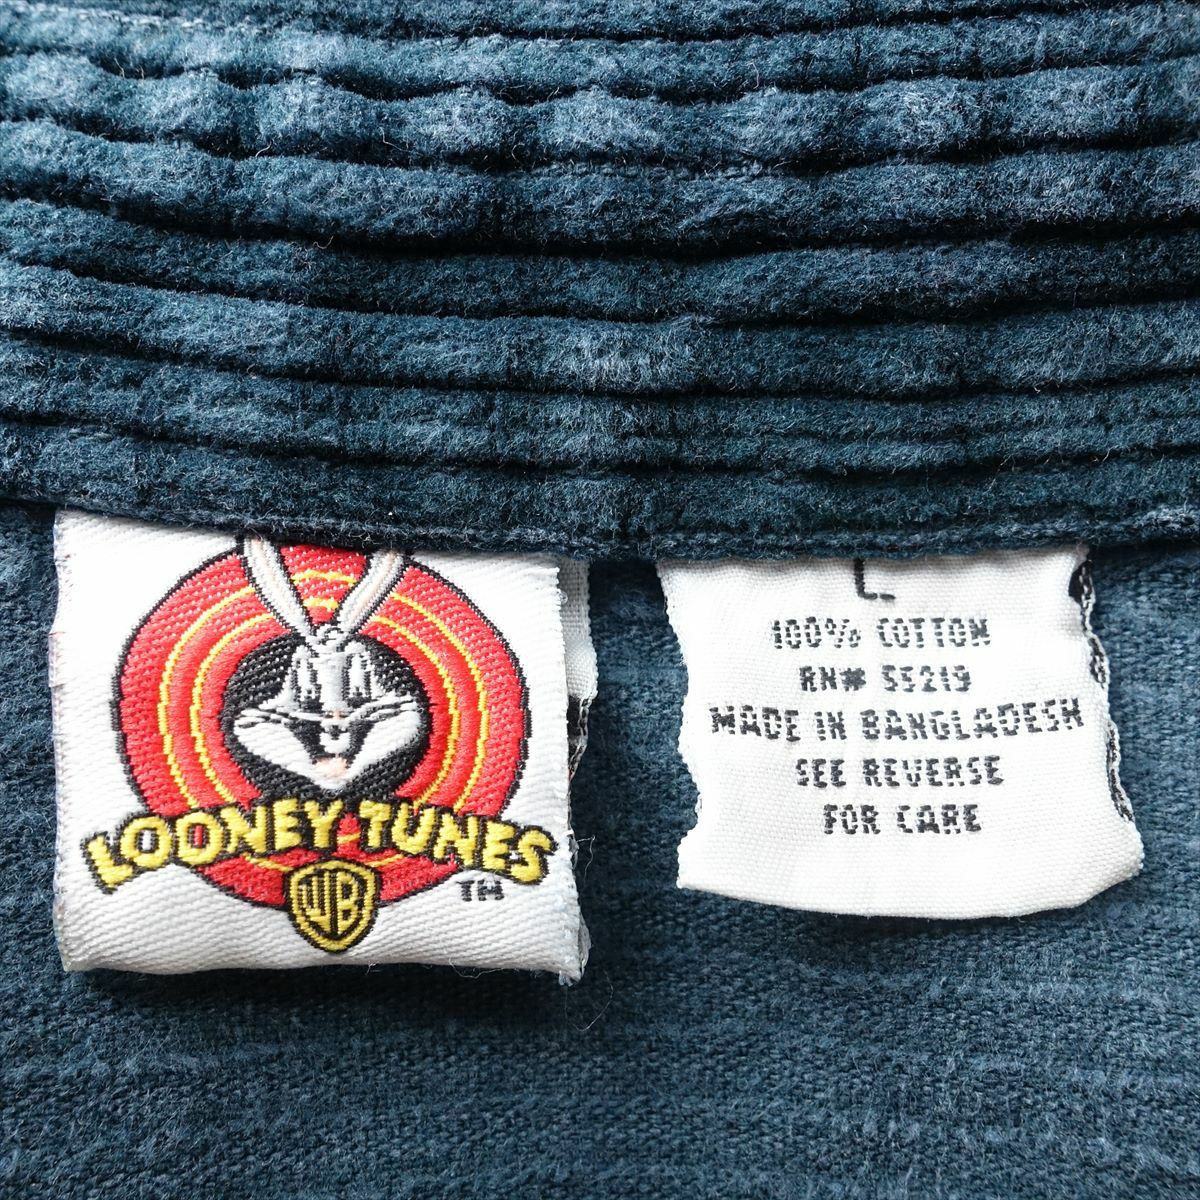 LOONEY TUNES
TM
WB
L
100% COTTON
RN# 55219
MADE IN BANGLADESH
SEE REVERSE
FOR CARE